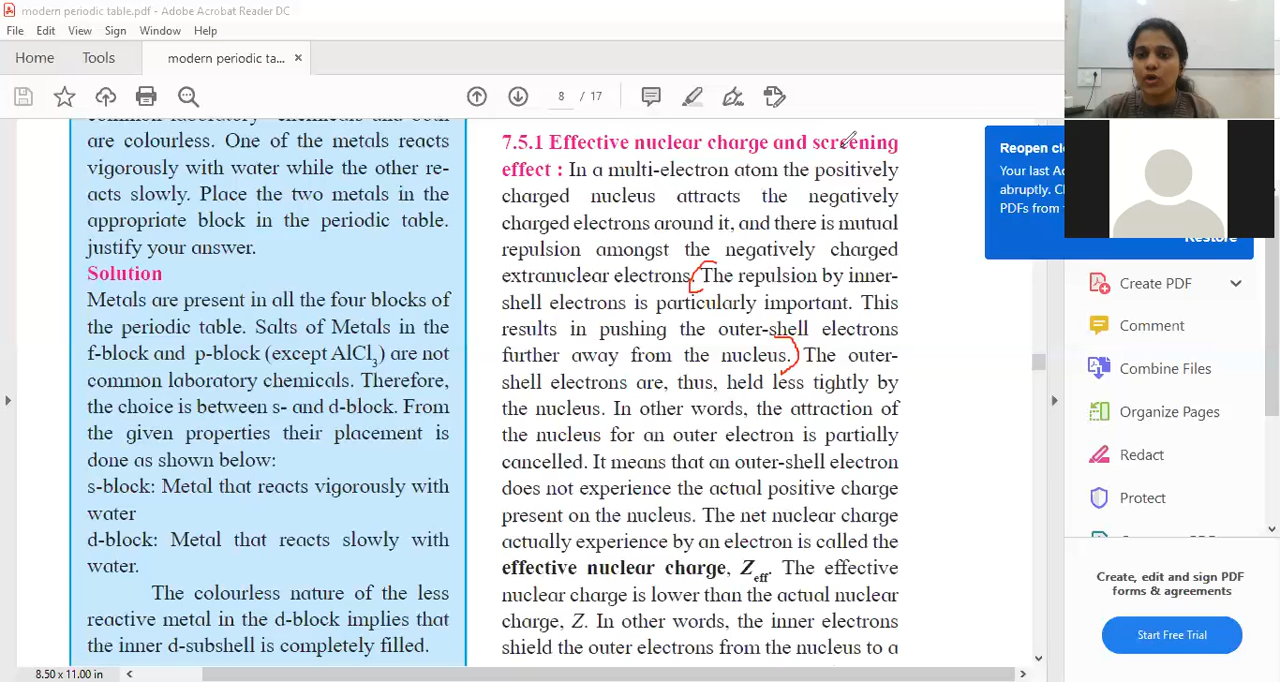 modern periodic table.pdf - Adobe Acrobat Reader DC
File Edit View Sign Window Help
Home Tools modern periodic ta... ×
8 / 17
common laboratory chemicals and both
are colourless. One of the metals reacts
vigorously with water while the other re-
acts slowly. Place the two metals in the
appropriate block in the periodic table.
justify your answer.
Solution
Metals are present in all the four blocks of
the periodic table. Salts of Metals in the
f-block and p-block (except AlCl3) are not
common laboratory chemicals. Therefore,
the choice is between s- and d-block. From
the given properties their placement is
done as shown below:
s-block: Metal that reacts vigorously with
water
d-block: Metal that reacts slowly with
water.
The colourless nature of the less
reactive metal in the d-block implies that
the inner d-subshell is completely filled.
7.5.1 Effective nuclear charge and screening
effect : In a multi-electron atom the positively
charged nucleus attracts the negatively
charged electrons around it, and there is mutual
repulsion amongst the negatively charged
extranuclear electrons. The repulsion by inner-
shell electrons is particularly important. This
results in pushing the outer-shell electrons
further away from the nucleus. The outer-
shell electrons are, thus, held less tightly by
the nucleus. In other words, the attraction of
the nucleus for an outer electron is partially
cancelled. It means that an outer-shell electron
does not experience the actual positive charge
present on the nucleus. The net nuclear charge
actually experience by an electron is called the
effective nuclear charge, Zeff. The effective
nuclear charge is lower than the actual nuclear
charge, Z. In other words, the inner electrons
shield the outer electrons from the nucleus to a
Reopen cl
Your last Ad
abruptly. Cl
PDFs from
Restore
Create PDF
Comment
Combine Files
Organize Pages
Redact
Protect
Create, edit and sign PDF
forms & agreements
Start Free Trial
8.50 x 11.00 in